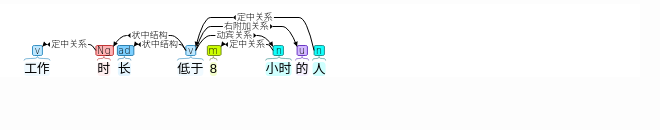 定中关系
右附加关系
状中结构 动宾关系
定中关系 状中结构 定中关系
v Ng ad v m n u n
工作 时 长 低于 8 小时 的 人